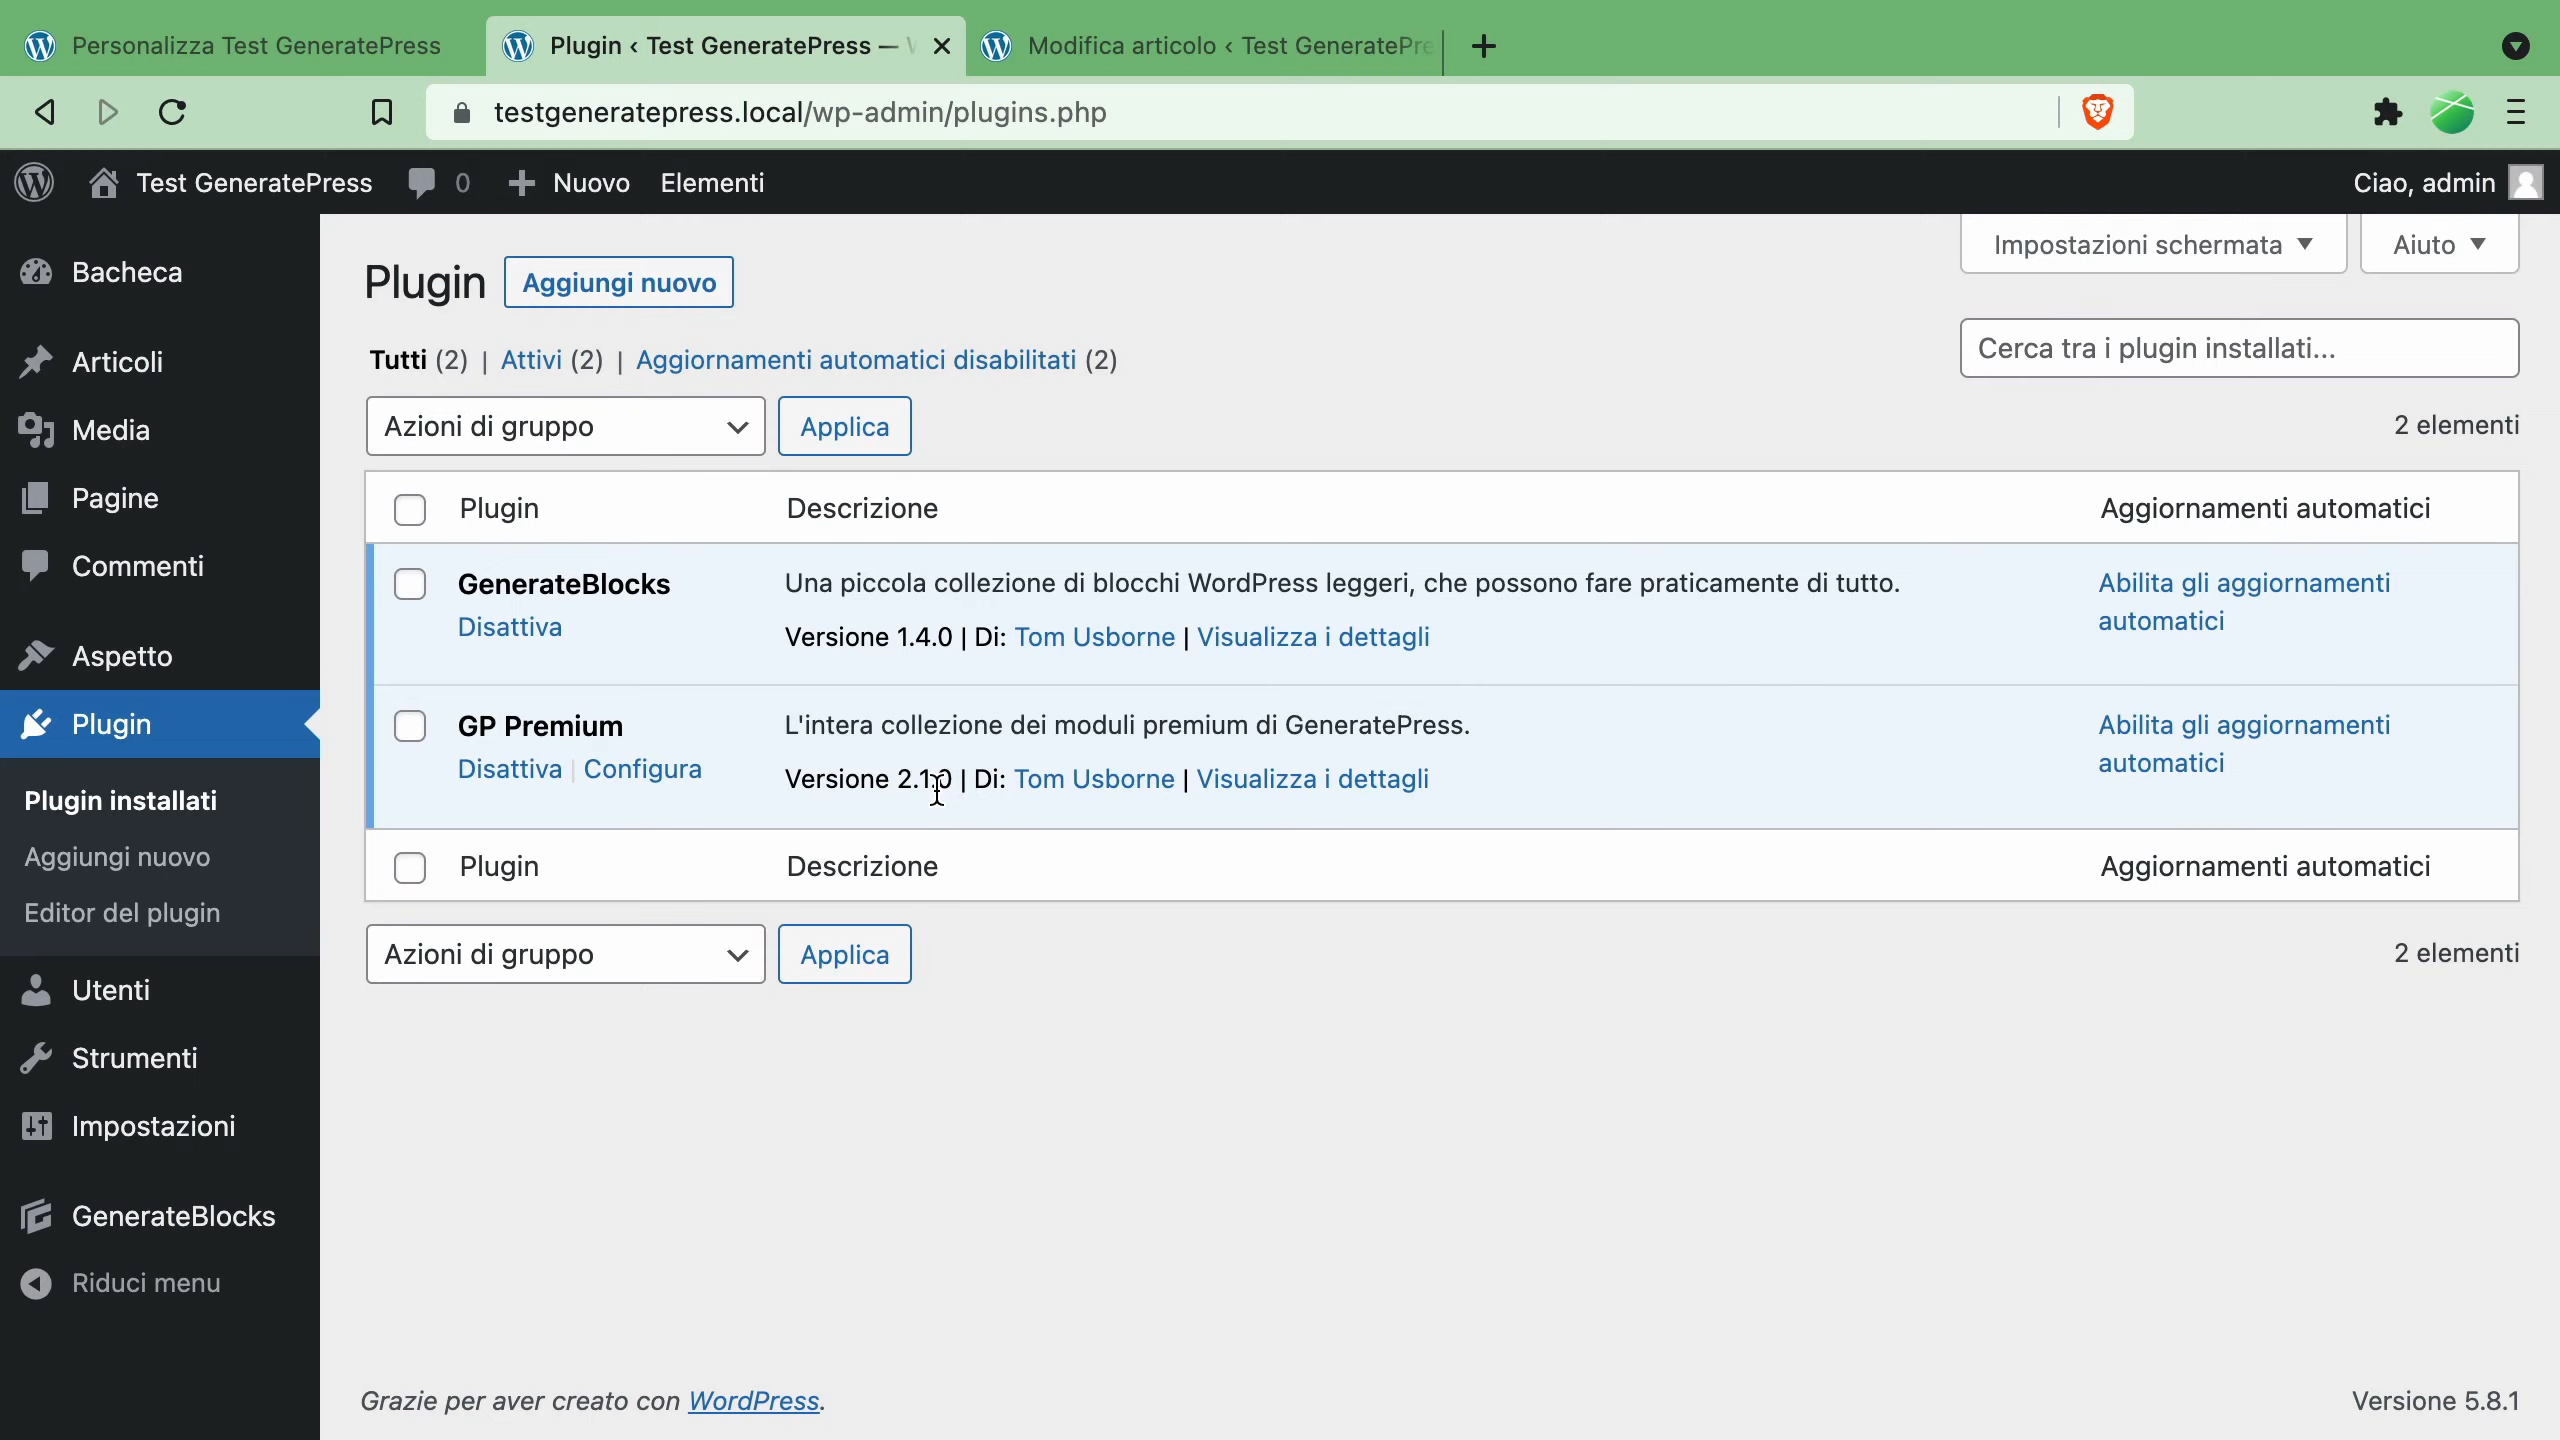 Personalizza Test GeneratePress
Plugin ‹ Test GeneratePress —
Modifica articolo ‹ Test GeneratePre
testgeneratepress.local/wp-admin/plugins.php
Test GeneratePress
0
Nuovo
Elementi
Ciao, admin
Bacheca
Articoli
Media
Pagine
Commenti
Aspetto
Plugin
Plugin installati
Aggiungi nuovo
Editor del plugin
Utenti
Strumenti
Impostazioni
GenerateBlocks
Riduci menu
Impostazioni schermata
Aiuto
Plugin
Aggiungi nuovo
Tutti (2) | Attivi (2) | Aggiornamenti automatici disabilitati (2)
Cerca tra i plugin installati...
Azioni di gruppo
Applica
2 elementi
Plugin
Descrizione
Aggiornamenti automatici
GenerateBlocks
Disattiva
Una piccola collezione di blocchi WordPress leggeri, che possono fare praticamente di tutto.
Versione 1.4.0 | Di: Tom Usborne | Visualizza i dettagli
Abilita gli aggiornamenti
automatici
GP Premium
Disattiva | Configura
L'intera collezione dei moduli premium di GeneratePress.
Versione 2.1.0 | Di: Tom Usborne | Visualizza i dettagli
Abilita gli aggiornamenti
automatici
Plugin
Descrizione
Aggiornamenti automatici
Azioni di gruppo
Applica
2 elementi
Grazie per aver creato con WordPress.
Versione 5.8.1